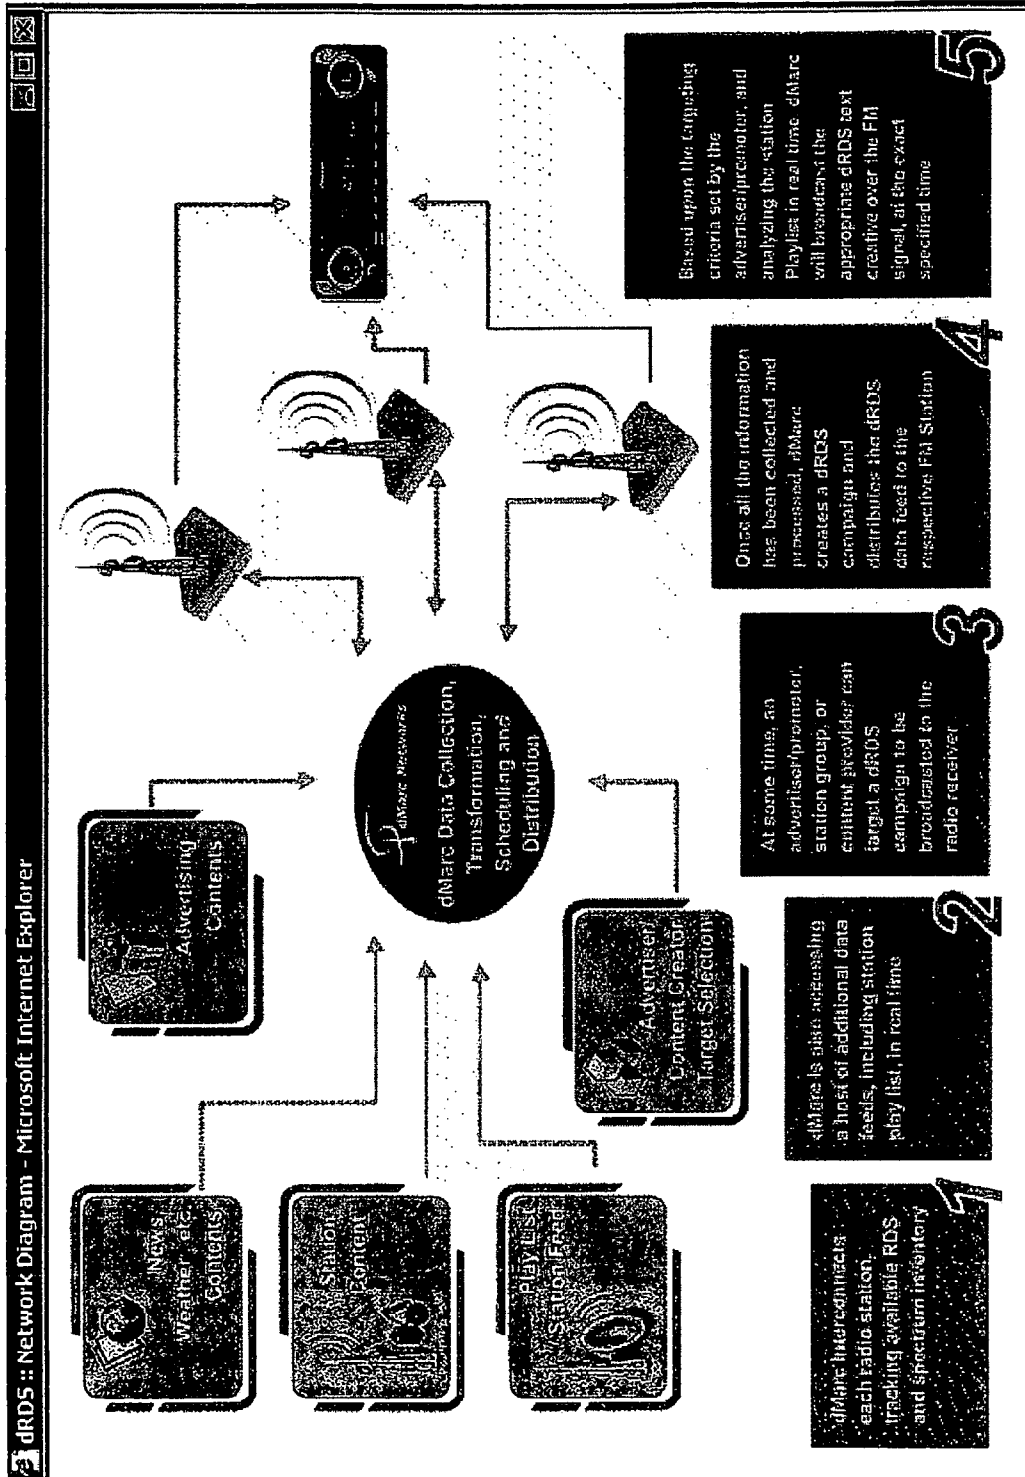 dRDS :: Network Diagram - Microsoft Internet Explorer
News
Weather, etc.
Contents
Station
Content
Play List
Station Feed
Advertising
Contents
Advertiser/
Content Creator
Target Selection
dMarc Networks
dMarc Data Collection,
Transformation,
Scheduling and
Distribution
1
dMarc interconnects
each radio station,
tracking available RDS
and spectrum inventory
2
dMarc is also accessing
a host of additional data
feeds, including station
play list, in real time
3
At some time, an
advertiser/promoter,
station group, or
content provider can
target a dRDS
campaign to be
broadcasted to the
radio receiver
4
Once all the information
has been collected and
processed, dMarc
creates a dRDS
campaign and
distributes the dRDS
data feed to the
respective FM Station
5
Based upon the targeting
criteria set by the
advertiser/promoter, and
analyzing the station
Playlist in real time, dMarc
will broadcast the
appropriate dRDS text
creative over the FM
signal, at the exact
specified time